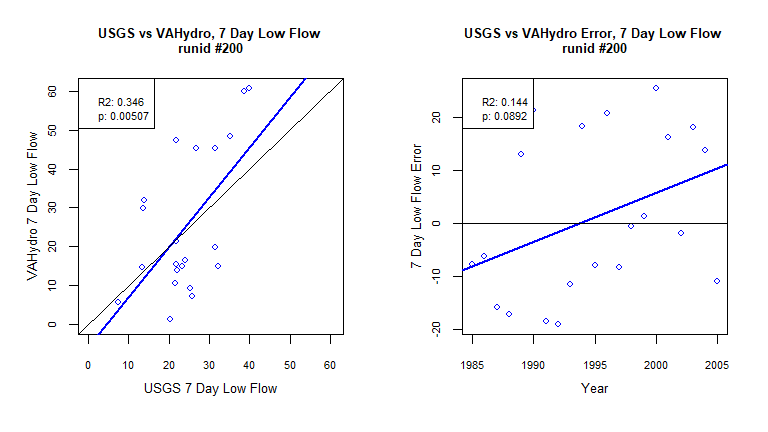 USGS vs VAHydro, 7 Day Low Flow
runid #200
R2: 0.346
p: 0.00507
VAHydro 7 Day Low Flow
60
50
40
30
20
10
0
0 10 20 30 40 50 60
USGS 7 Day Low Flow
USGS vs VAHydro Error, 7 Day Low Flow
runid #200
R2: 0.144
p: 0.0892
7 Day Low Flow Error
20
10
0
-10
-20
1985 1990 1995 2000 2005
Year